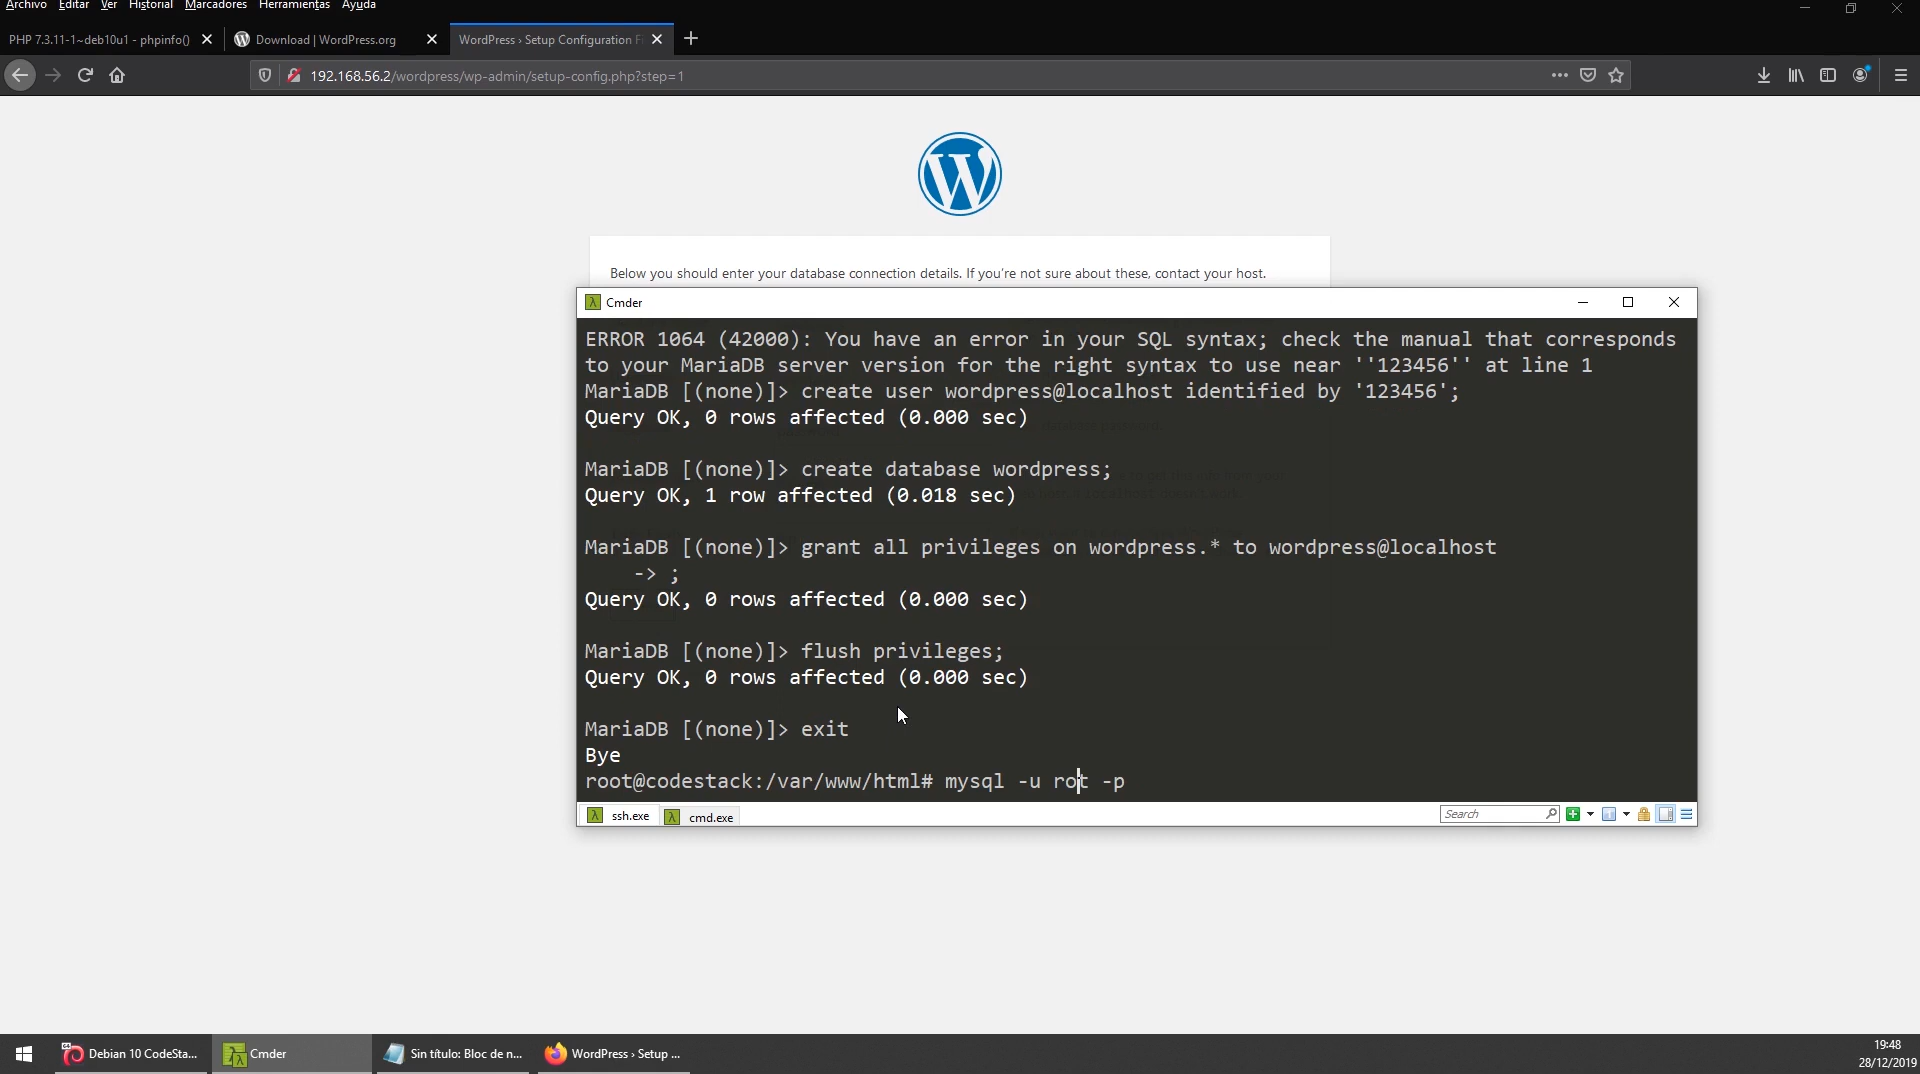 Archivo Editar Ver Historial Marcadores Herramientas Ayuda
PHP 7.3.11-1~deb10u1 - phpinfo()
Download | WordPress.org
WordPress › Setup Configuration F
192.168.56.2/wordpress/wp-admin/setup-config.php?step=1
W
Below you should enter your database connection details. If you're not sure about these, contact your host.
Cmder
ERROR 1064 (42000): You have an error in your SQL syntax; check the manual that corresponds
to your MariaDB server version for the right syntax to use near ''123456'' at line 1
MariaDB [(none)]> create user wordpress@localhost identified by '123456';
Query OK, 0 rows affected (0.000 sec)
MariaDB [(none)]> create database wordpress;
Query OK, 1 row affected (0.018 sec)
MariaDB [(none)]> grant all privileges on wordpress.* to wordpress@localhost
-> ;
Query OK, 0 rows affected (0.000 sec)
MariaDB [(none)]> flush privileges;
Query OK, 0 rows affected (0.000 sec)
MariaDB [(none)]> exit
Bye
root@codestack:/var/www/html# mysql -u rot -p
ssh.exe
cmd.exe
Search
Debian 10 CodeSta...
Cmder
Sin título: Bloc de n...
WordPress › Setup ...
19:48
28/12/2019